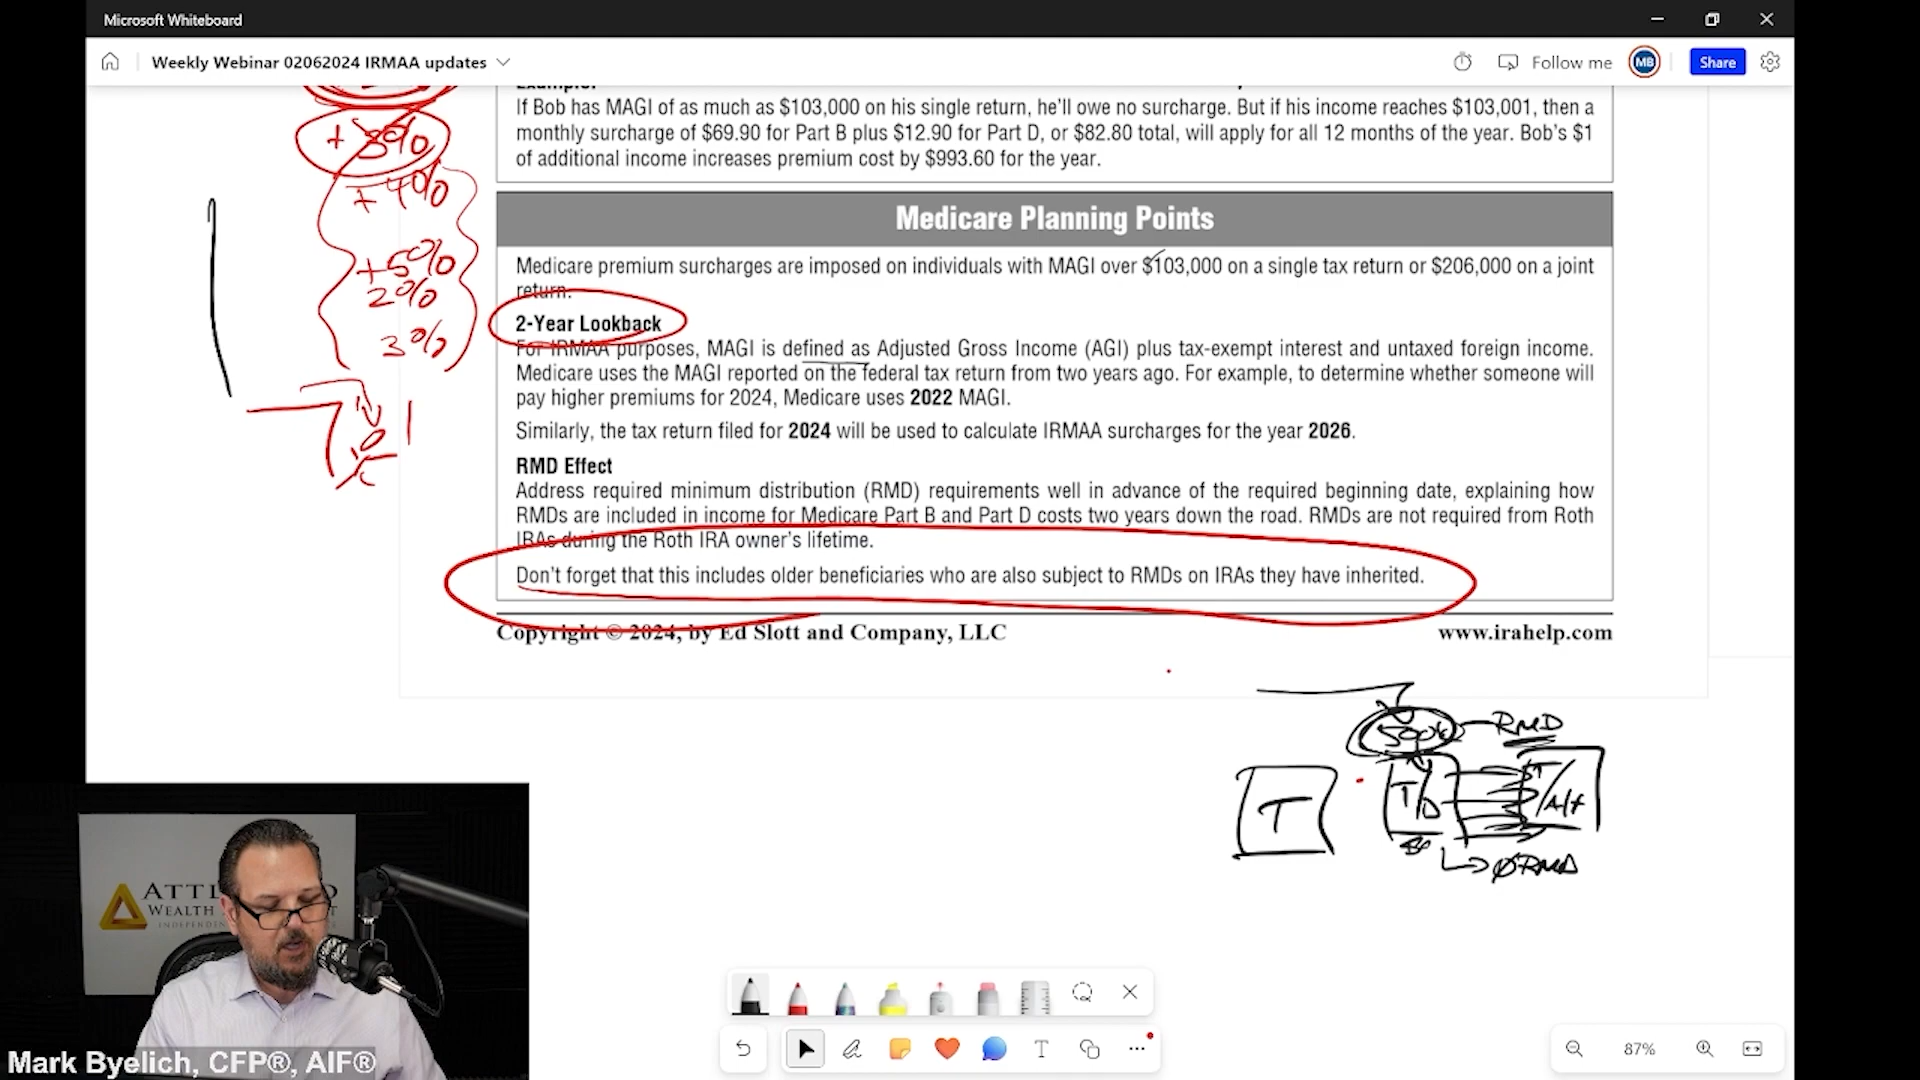 Microsoft Whiteboard
Weekly Webinar 02062024 IRMAA updates
Follow me
MB
Share
Example:
If Bob has MAGI of as much as $103,000 on his single return, he'll owe no surcharge. But if his income reaches $103,001, then a
monthly surcharge of $69.90 for Part B plus $12.90 for Part D, or $82.80 total, will apply for all 12 months of the year. Bob's $1
of additional income increases premium cost by $993.60 for the year.
+3%
+4%
+5%
2%
3%
Medicare Planning Points
Medicare premium surcharges are imposed on individuals with MAGI over $103,000 on a single tax return or $206,000 on a joint
return.
2-Year Lookback
For IRMAA purposes, MAGI is defined as Adjusted Gross Income (AGI) plus tax-exempt interest and untaxed foreign income.
Medicare uses the MAGI reported on the federal tax return from two years ago. For example, to determine whether someone will
pay higher premiums for 2024, Medicare uses 2022 MAGI.
Similarly, the tax return filed for 2024 will be used to calculate IRMAA surcharges for the year 2026.
RMD Effect
Address required minimum distribution (RMD) requirements well in advance of the required beginning date, explaining how
RMDs are included in income for Medicare Part B and Part D costs two years down the road. RMDs are not required from Roth
IRAs during the Roth IRA owner's lifetime.
Don't forget that this includes older beneficiaries who are also subject to RMDs on IRAs they have inherited.
Copyright © 2024, by Ed Slott and Company, LLC
www.irahelp.com
500k
RMD
T
T/D
T/
A/f
RMD
WEALTH
T
87%
Mark Byelich, CFP®, AIF®